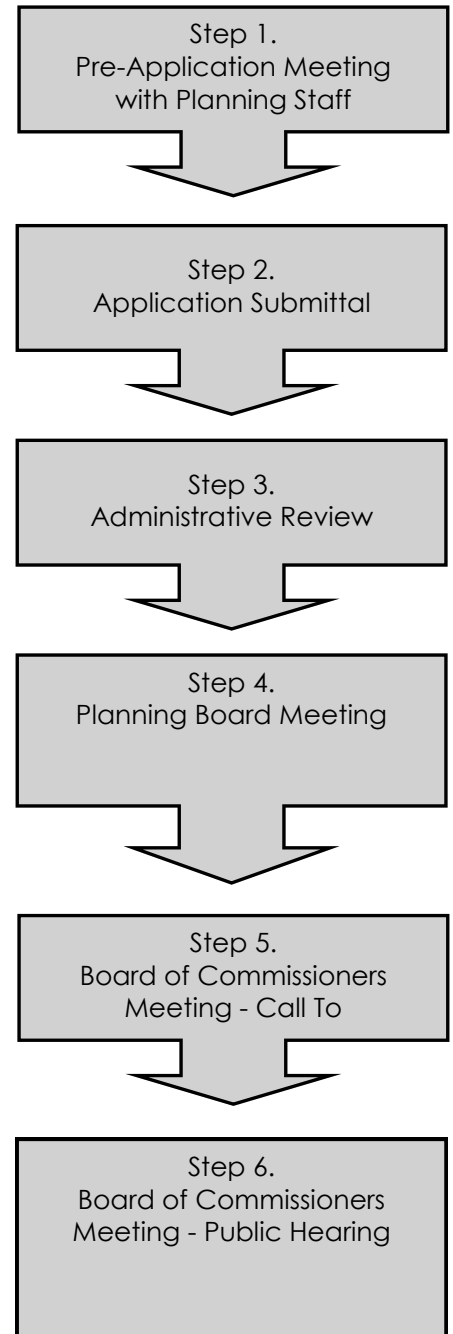 Step 1.
Pre-Application Meeting
with Planning Staff
Step 2.
Application Submittal
Step 3.
Administrative Review
Step 4.
Planning Board Meeting
Step 5.
Board of Commissioners
Meeting - Call To
Step 6.
Board of Commissioners
Meeting - Public Hearing